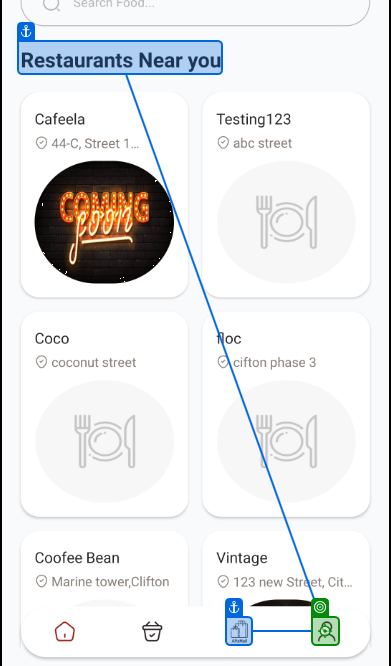 Search Food...
Restaurants Near you
Cafeela
44-C, Street 1...
COMING
soon
Testing123
abc street
Coco
coconut street
floc
cifton phase 3
Coofee Bean
Marine tower,Clifton
Vintage
123 new Street, Cit...